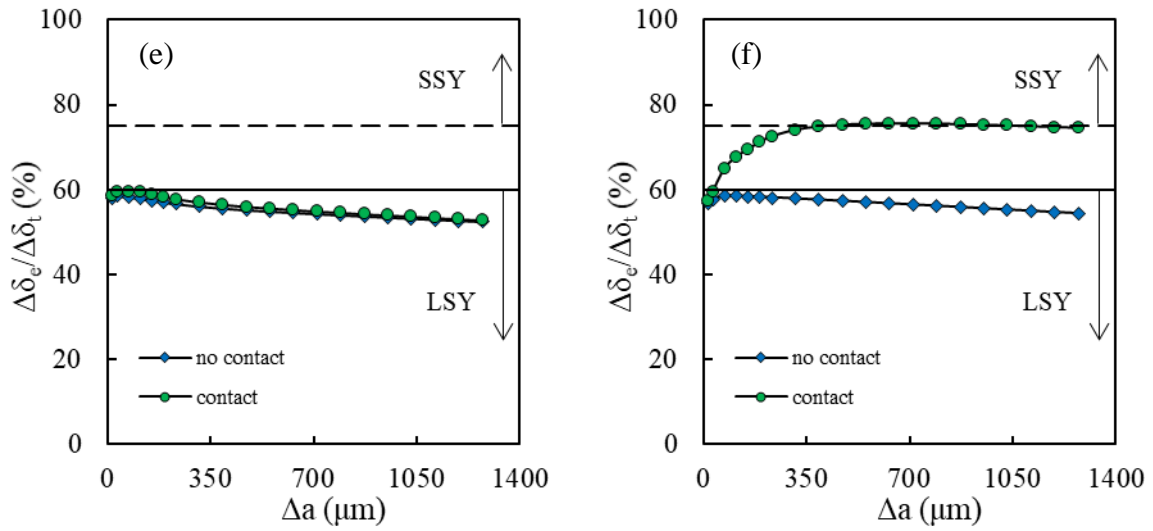 100
(e)
SSY
80
60
Δδe/Δδt (%)
40
LSY
20
no contact
contact
0
0 350 700 1050 1400
Δa (μm)
100
(f)
SSY
80
60
Δδe/Δδt (%)
40
LSY
20
no contact
contact
0
0 350 700 1050 1400
Δa (μm)